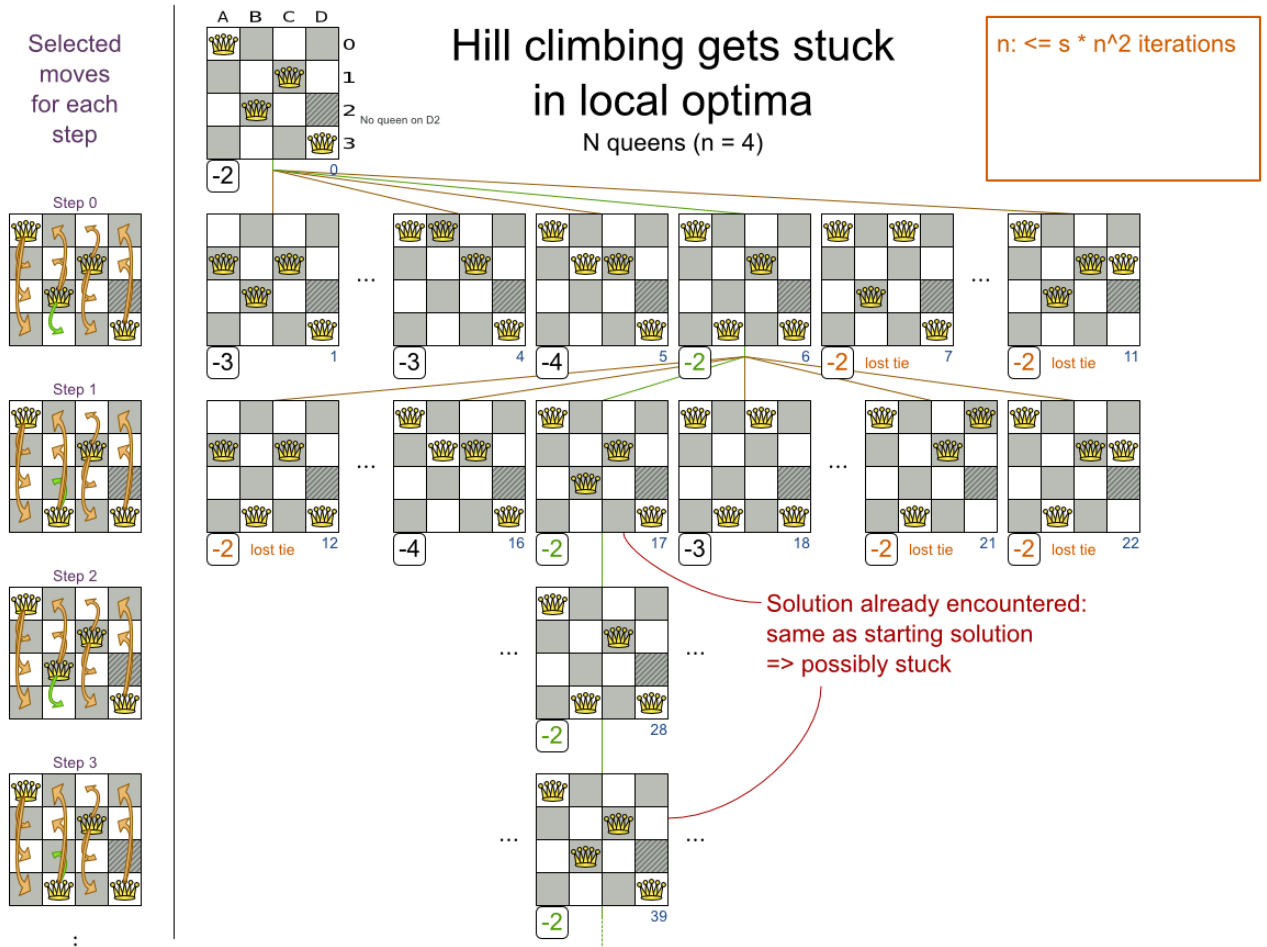 Selected
moves
for each
step
A B C D
0
1
2
3
No queen on D2
-2
0
Hill climbing gets stuck
in local optima
N queens (n = 4)
n: <= s * n^2 iterations
Step 0
...
...
-3
1
-3
4
-4
5
-2
6
-2
lost tie
7
-2
lost tie
11
Step 1
...
...
-2
lost tie
12
-4
16
-2
17
-3
18
-2
lost tie
21
-2
lost tie
22
Step 2
...
...
-2
28
Solution already encountered:
same as starting solution
=> possibly stuck
Step 3
...
...
-2
39
: